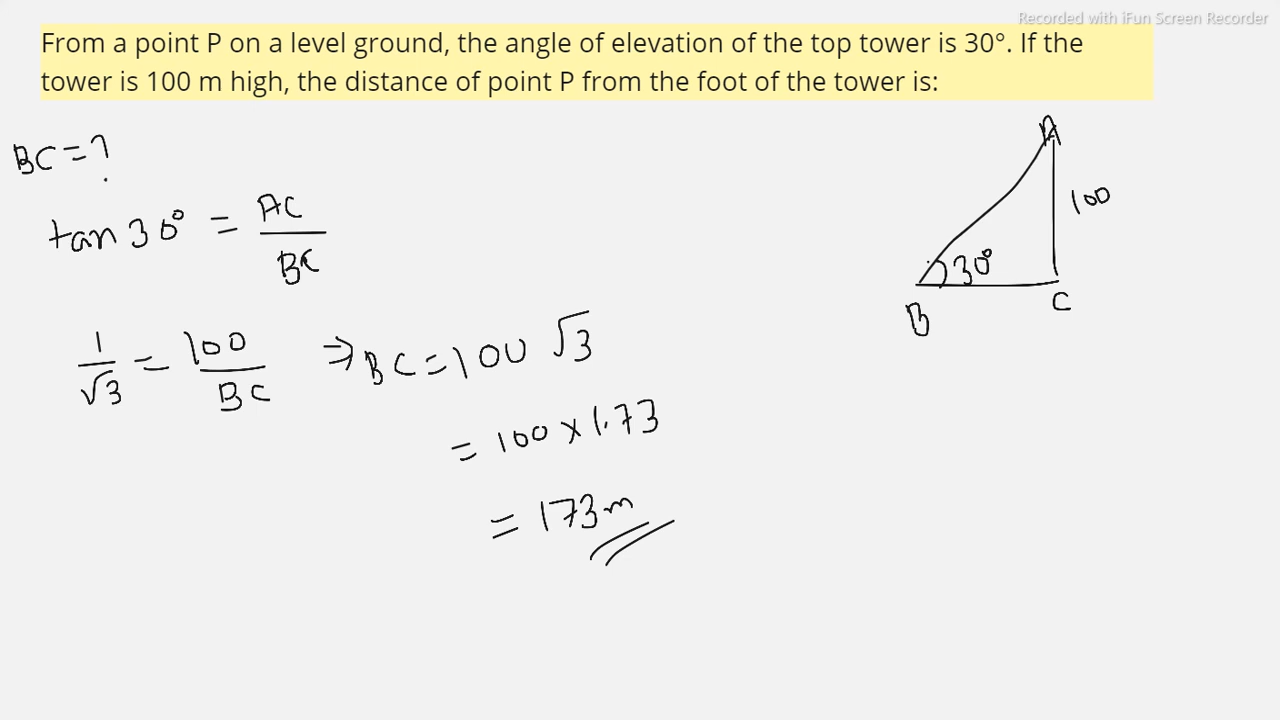 Recorded with iFun Screen Recorder
From a point P on a level ground, the angle of elevation of the top tower is 30°. If the
tower is 100 m high, the distance of point P from the foot of the tower is:
BC = ?
tan 30° = AC/BC
1/√3 = 100/BC ⇒ BC = 100 √3
= 100 × 1.73
= 173 m
A
100
30°
B
C